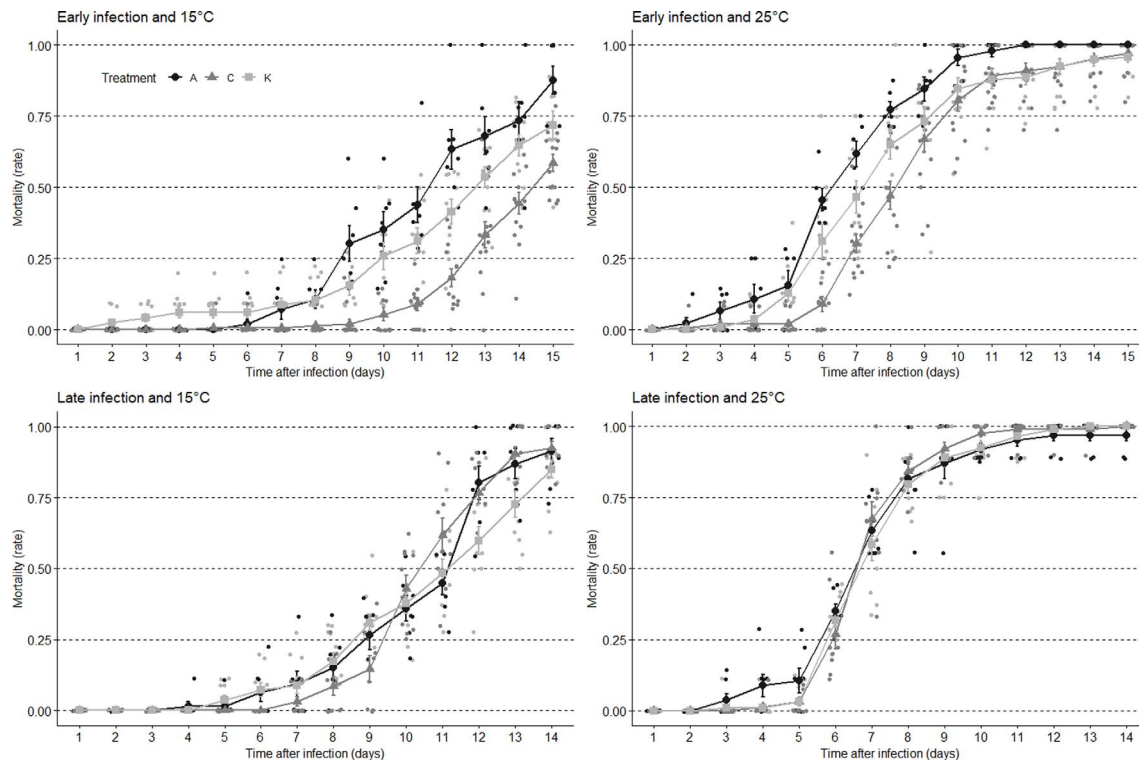 Early infection and 15°C
1.00
0.75
0.50
0.25
0.00
Mortality (rate)
Treatment A C K
1 2 3 4 5 6 7 8 9 10 11 12 13 14 15
Time after infection (days)
Early infection and 25°C
1.00
0.75
0.50
0.25
0.00
Mortality (rate)
1 2 3 4 5 6 7 8 9 10 11 12 13 14 15
Time after infection (days)
Late infection and 15°C
1.00
0.75
0.50
0.25
0.00
Mortality (rate)
1 2 3 4 5 6 7 8 9 10 11 12 13 14
Time after infection (days)
Late infection and 25°C
1.00
0.75
0.50
0.25
0.00
Mortality (rate)
1 2 3 4 5 6 7 8 9 10 11 12 13 14
Time after infection (days)